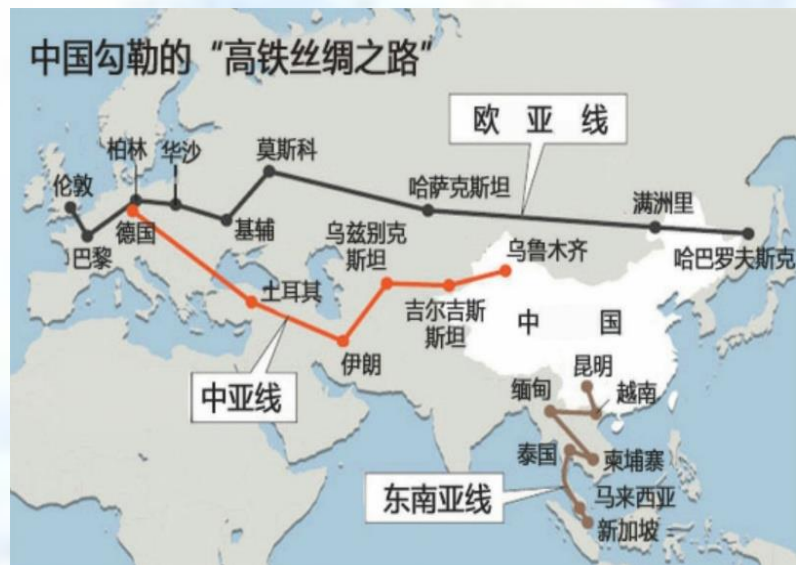 中国勾勒的“高铁丝绸之路”
欧亚线
莫斯科
柏林
华沙
伦敦
哈萨克斯坦
满洲里
巴黎
德国
基辅
乌兹别克
斯坦
乌鲁木齐
哈巴罗夫斯克
土耳其
吉尔吉斯
斯坦
中国
伊朗
昆明
中亚线
缅甸
越南
泰国
柬埔寨
东南亚线
马来西亚
新加坡